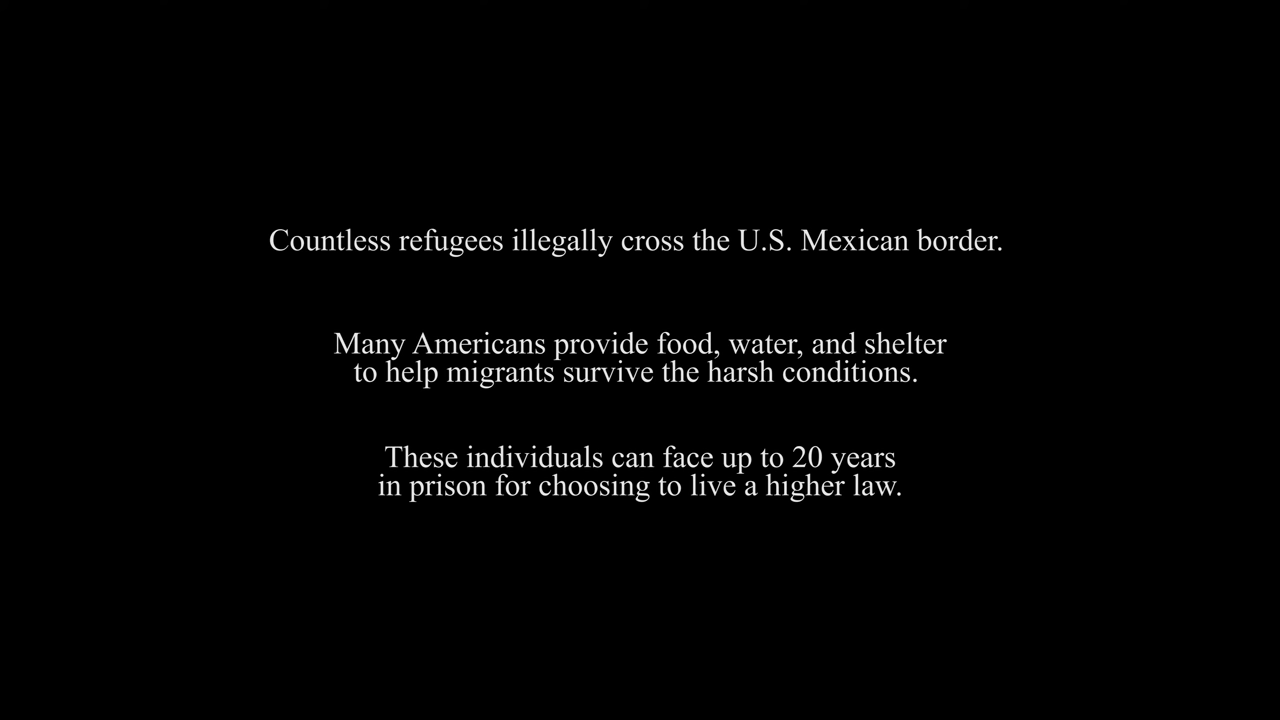 Countless refugees illegally cross the U.S. Mexican border.
Many Americans provide food, water, and shelter
to help migrants survive the harsh conditions.
These individuals can face up to 20 years
in prison for choosing to live a higher law.